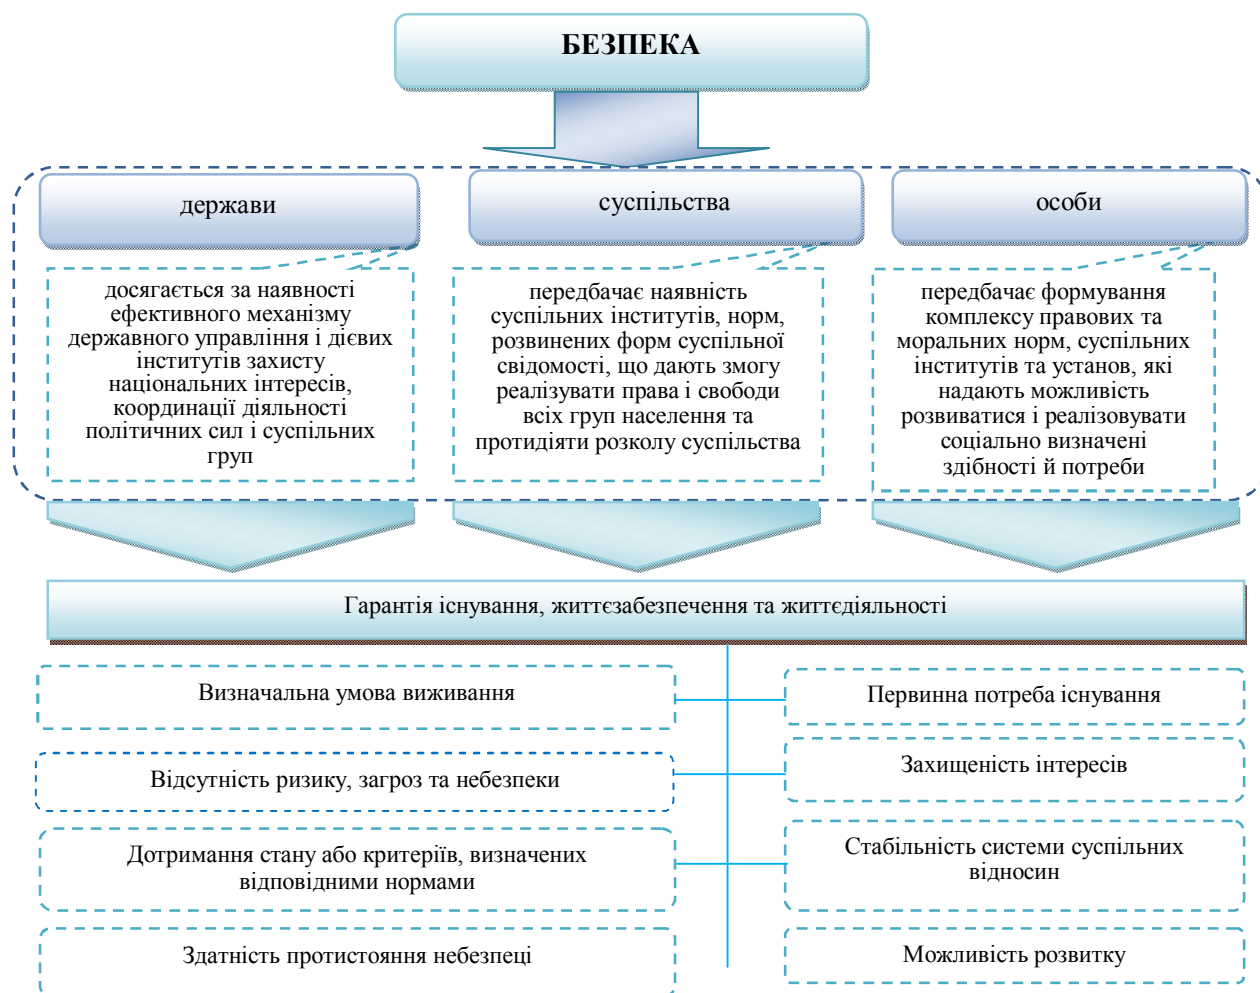 БЕЗПЕКА
держави
суспільства
особи
досягається за наявності
ефективного механізму
державного управління і дієвих
інститутів захисту
національних інтересів,
координації діяльності
політичних сил і суспільних
груп
передбачає наявність
суспільних інститутів, норм,
розвинених форм суспільної
свідомості, що дають змогу
реалізувати права і свободи
всіх груп населення та
протидіяти розколу суспільства
передбачає формування
комплексу правових та
моральних норм, суспільних
інститутів та установ, які
надають можливість
розвиватися і реалізовувати
соціально визначені
здібності й потреби
Гарантія існування, життєзабезпечення та життєдіяльності
Визначальна умова виживання
Первинна потреба існування
Відсутність ризику, загроз та небезпеки
Захищеність інтересів
Дотримання стану або критеріїв, визначених
відповідними нормами
Стабільність системи суспільних
відносин
Здатність протистояння небезпеці
Можливість розвитку